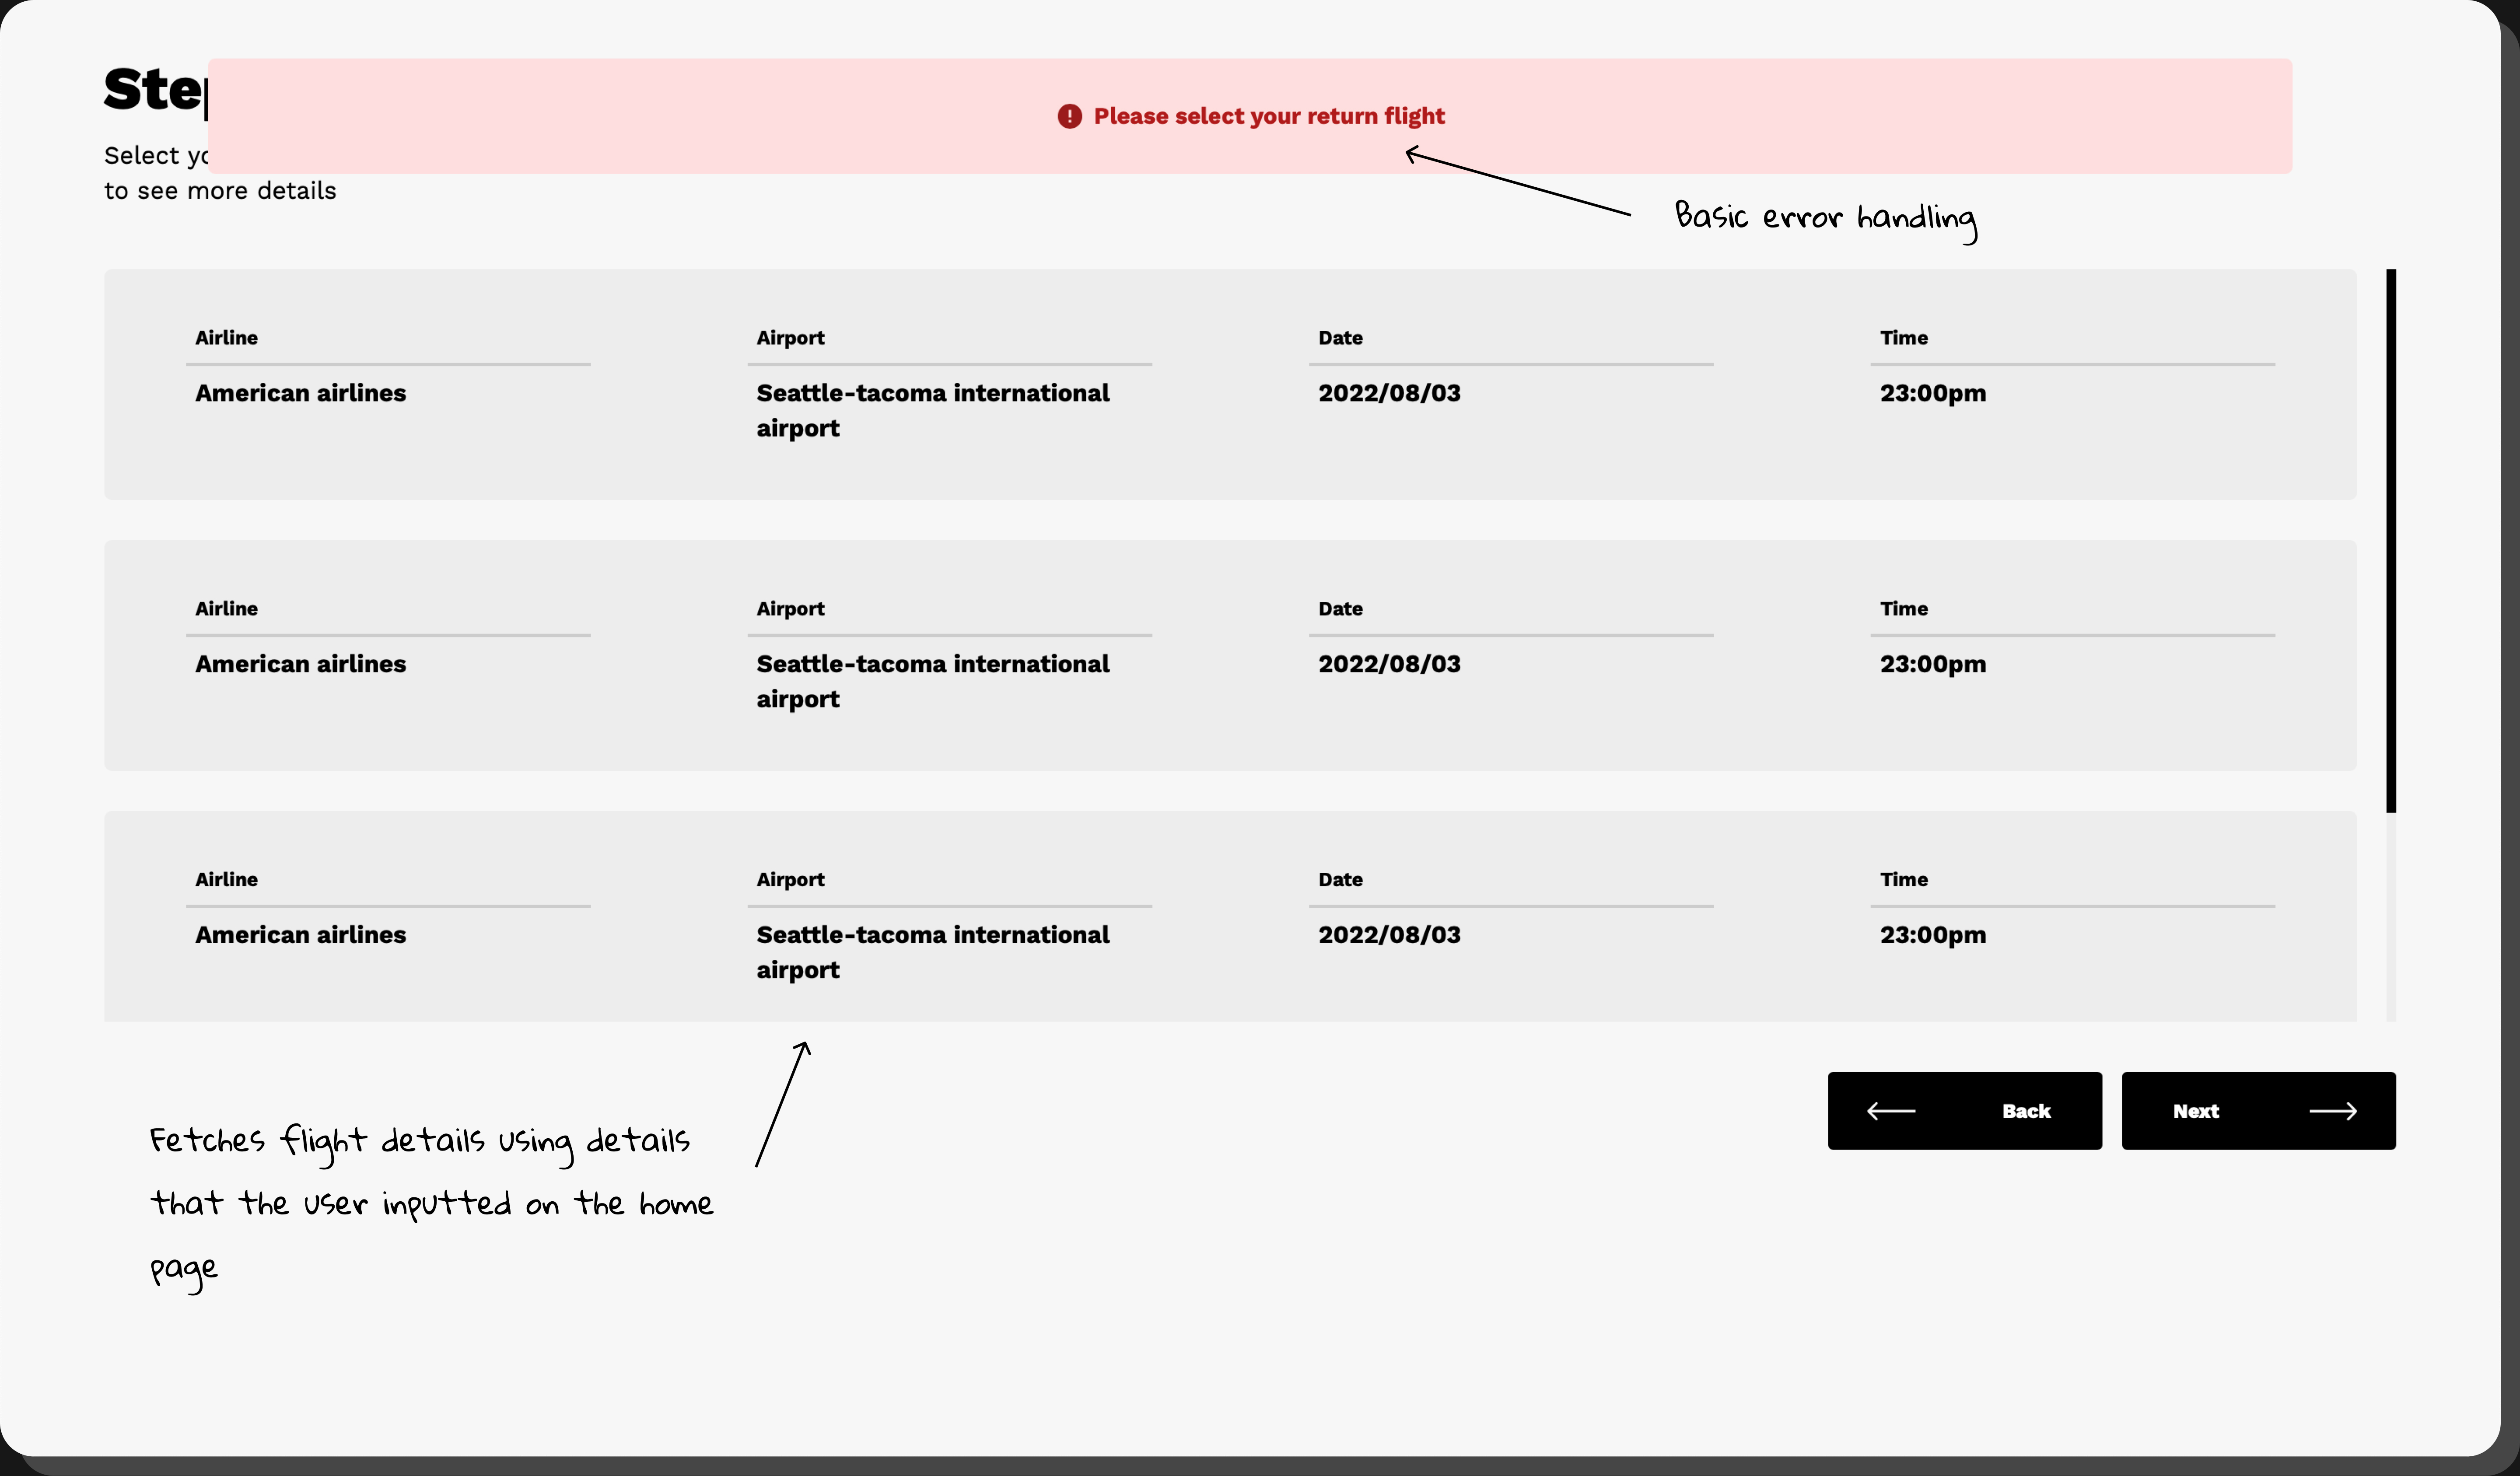 Step
Please select your return flight
Select yo
to see more details
Basic error handling
Airline Airport Date Time
American airlines Seattle-tacoma international 2022/08/03 23:00pm
airport
Airline Airport Date Time
American airlines Seattle-tacoma international 2022/08/03 23:00pm
airport
Airline Airport Date Time
American airlines Seattle-tacoma international 2022/08/03 23:00pm
airport
Back Next
Fetches flight details using details
that the user inputted on the home
page